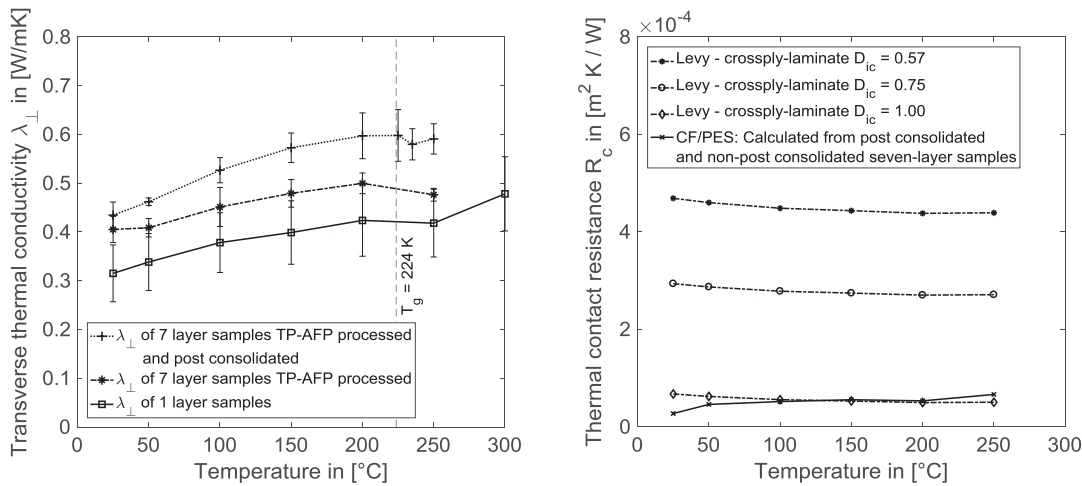 Transverse thermal conductivity λ⊥ in [W/mK]
0.8
0.7
0.6
0.5
0.4
0.3
0.2
0.1
0
T_g = 224 K
λ⊥ of 7 layer samples TP-AFP processed
and post consolidated
λ⊥ of 7 layer samples TP-AFP processed
λ⊥ of 1 layer samples
0 50 100 150 200 250 300
Temperature in [°C]
Thermal contact resistance R_c in [m² K / W]
8 ×10⁻⁴
6
4
2
0
Levy - crossply-laminate D_ic = 0.57
Levy - crossply-laminate D_ic = 0.75
Levy - crossply-laminate D_ic = 1.00
CF/PES: Calculated from post consolidated
and non-post consolidated seven-layer samples
0 50 100 150 200 250 300
Temperature in [°C]